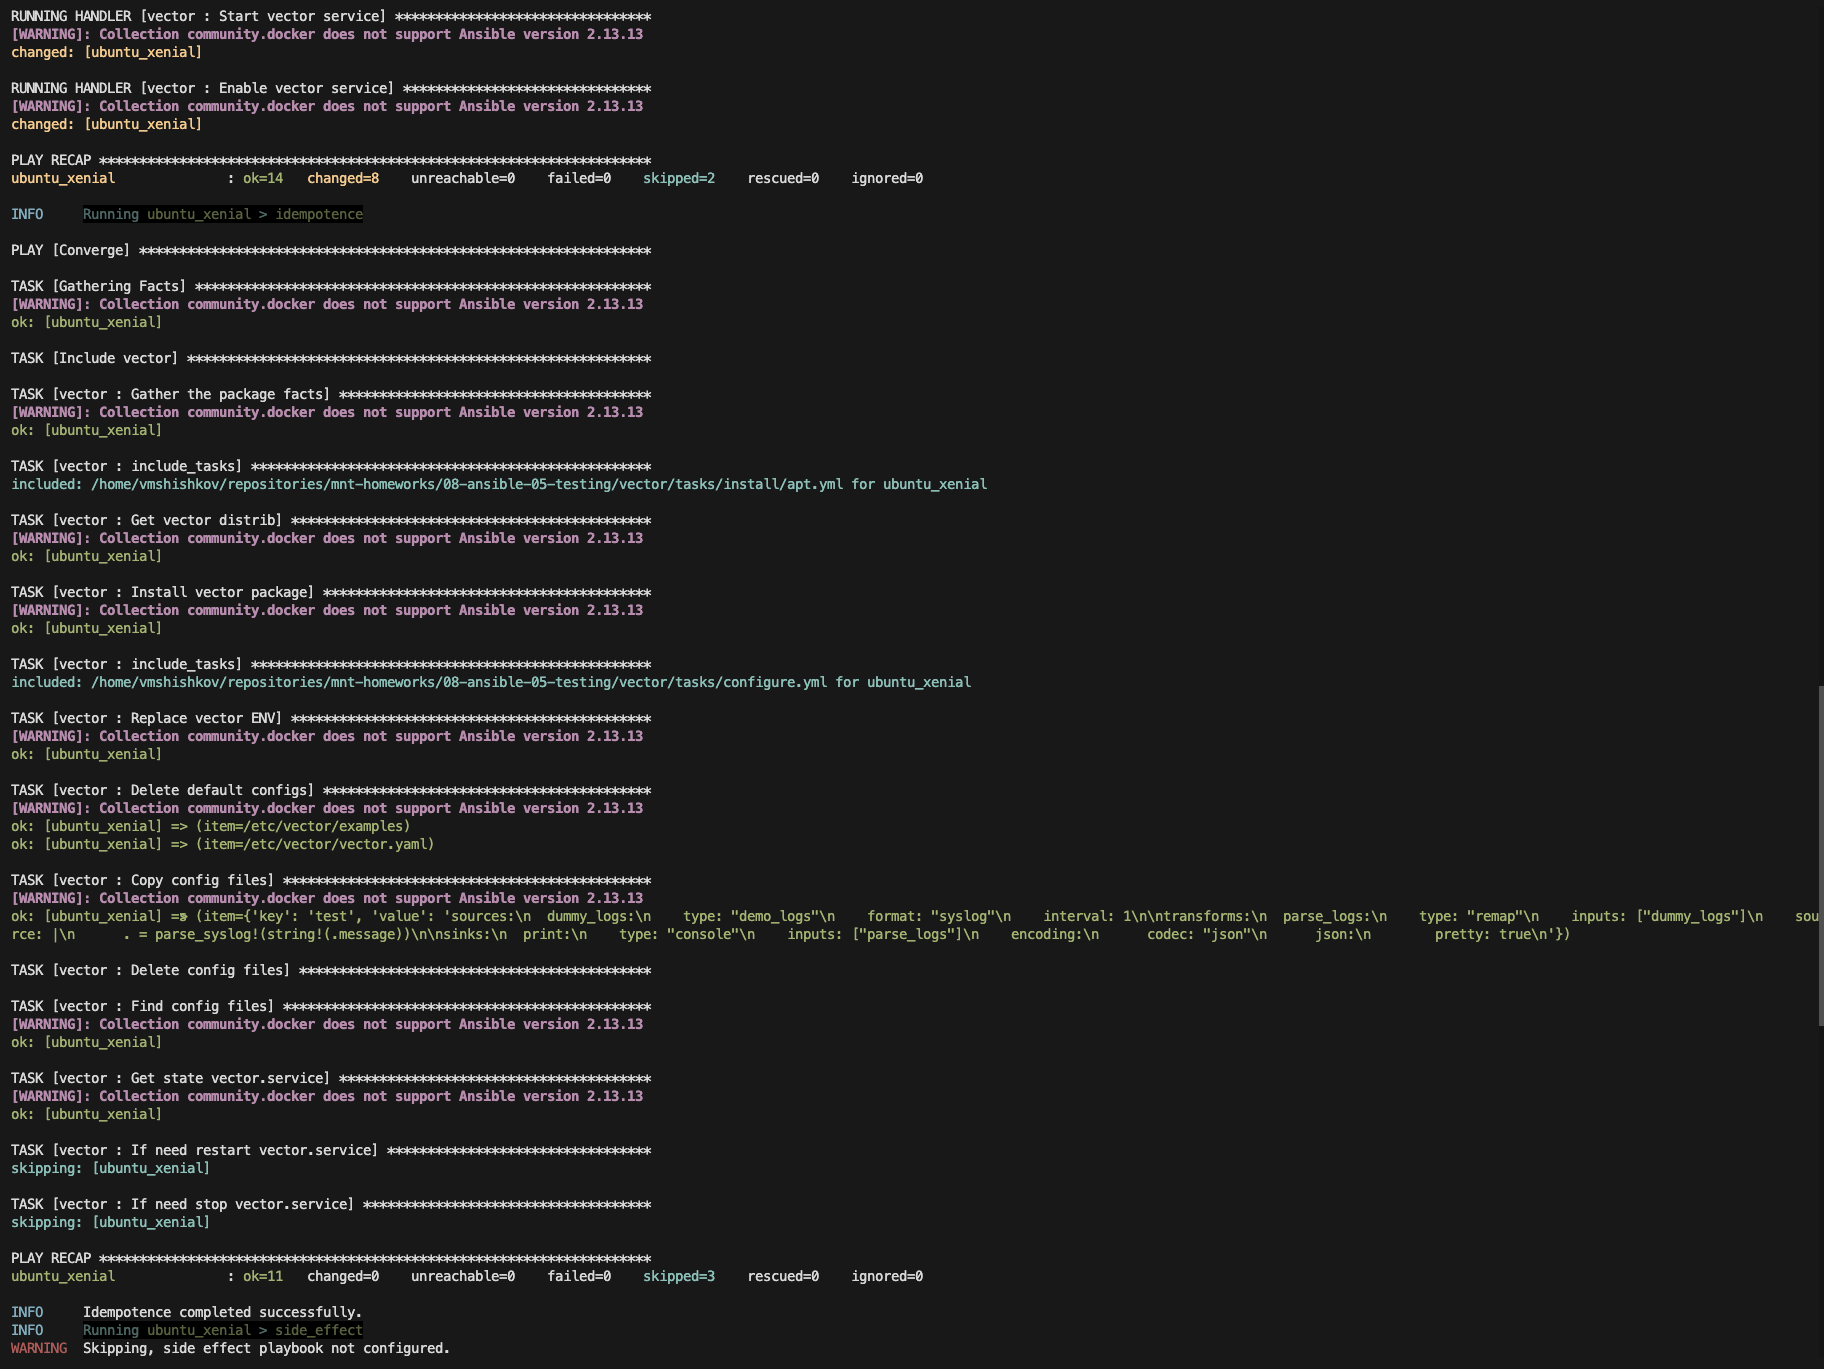 RUNNING HANDLER [vector : Start vector service] ********************************
[WARNING]: Collection community.docker does not support Ansible version 2.13.13
changed: [ubuntu_xenial]
RUNNING HANDLER [vector : Enable vector service] *******************************
[WARNING]: Collection community.docker does not support Ansible version 2.13.13
changed: [ubuntu_xenial]
PLAY RECAP *********************************************************************
ubuntu_xenial              : ok=14   changed=8    unreachable=0    failed=0    skipped=2    rescued=0    ignored=0
INFO     Running ubuntu_xenial > idempotence
PLAY [Converge] ****************************************************************
TASK [Gathering Facts] *********************************************************
[WARNING]: Collection community.docker does not support Ansible version 2.13.13
ok: [ubuntu_xenial]
TASK [Include vector] **********************************************************
TASK [vector : Gather the package facts] ***************************************
[WARNING]: Collection community.docker does not support Ansible version 2.13.13
ok: [ubuntu_xenial]
TASK [vector : include_tasks] **************************************************
included: /home/vmshishkov/repositories/mnt-homeworks/08-ansible-05-testing/vector/tasks/install/apt.yml for ubuntu_xenial
TASK [vector : Get vector distrib] *********************************************
[WARNING]: Collection community.docker does not support Ansible version 2.13.13
ok: [ubuntu_xenial]
TASK [vector : Install vector package] *****************************************
[WARNING]: Collection community.docker does not support Ansible version 2.13.13
ok: [ubuntu_xenial]
TASK [vector : include_tasks] **************************************************
included: /home/vmshishkov/repositories/mnt-homeworks/08-ansible-05-testing/vector/tasks/configure.yml for ubuntu_xenial
TASK [vector : Replace vector ENV] *********************************************
[WARNING]: Collection community.docker does not support Ansible version 2.13.13
ok: [ubuntu_xenial]
TASK [vector : Delete default configs] *****************************************
[WARNING]: Collection community.docker does not support Ansible version 2.13.13
ok: [ubuntu_xenial] => (item=/etc/vector/examples)
ok: [ubuntu_xenial] => (item=/etc/vector/vector.yaml)
TASK [vector : Copy config files] **********************************************
[WARNING]: Collection community.docker does not support Ansible version 2.13.13
ok: [ubuntu_xenial] => (item={'key': 'test', 'value': 'sources:\n  dummy_logs:\n    type: "demo_logs"\n    format: "syslog"\n    interval: 1\n\ntransforms:\n  parse_logs:\n    type: "remap"\n    inputs: ["dummy_logs"]\n    sou
rce: |\n      . = parse_syslog!(string!(.message))\n\nsinks:\n  print:\n    type: "console"\n    inputs: ["parse_logs"]\n    encoding:\n      codec: "json"\n      json:\n        pretty: true\n'})
TASK [vector : Delete config files] ********************************************
TASK [vector : Find config files] **********************************************
[WARNING]: Collection community.docker does not support Ansible version 2.13.13
ok: [ubuntu_xenial]
TASK [vector : Get state vector.service] ***************************************
[WARNING]: Collection community.docker does not support Ansible version 2.13.13
ok: [ubuntu_xenial]
TASK [vector : If need restart vector.service] *********************************
skipping: [ubuntu_xenial]
TASK [vector : If need stop vector.service] ************************************
skipping: [ubuntu_xenial]
PLAY RECAP *********************************************************************
ubuntu_xenial              : ok=11   changed=0    unreachable=0    failed=0    skipped=3    rescued=0    ignored=0
INFO     Idempotence completed successfully.
INFO     Running ubuntu_xenial > side_effect
WARNING  Skipping, side effect playbook not configured.